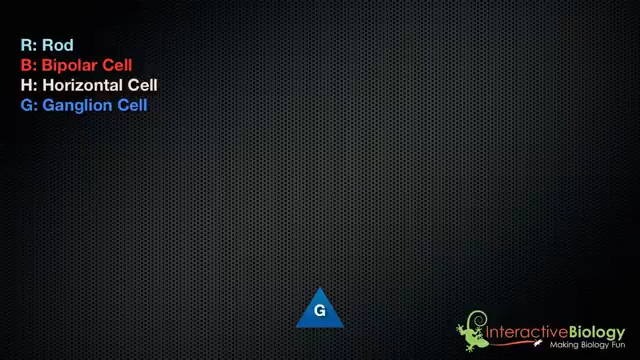 R: Rod
B: Bipolar Cell
H: Horizontal Cell
G: Ganglion Cell
G
InteractiveBiology
Making Biology Fun